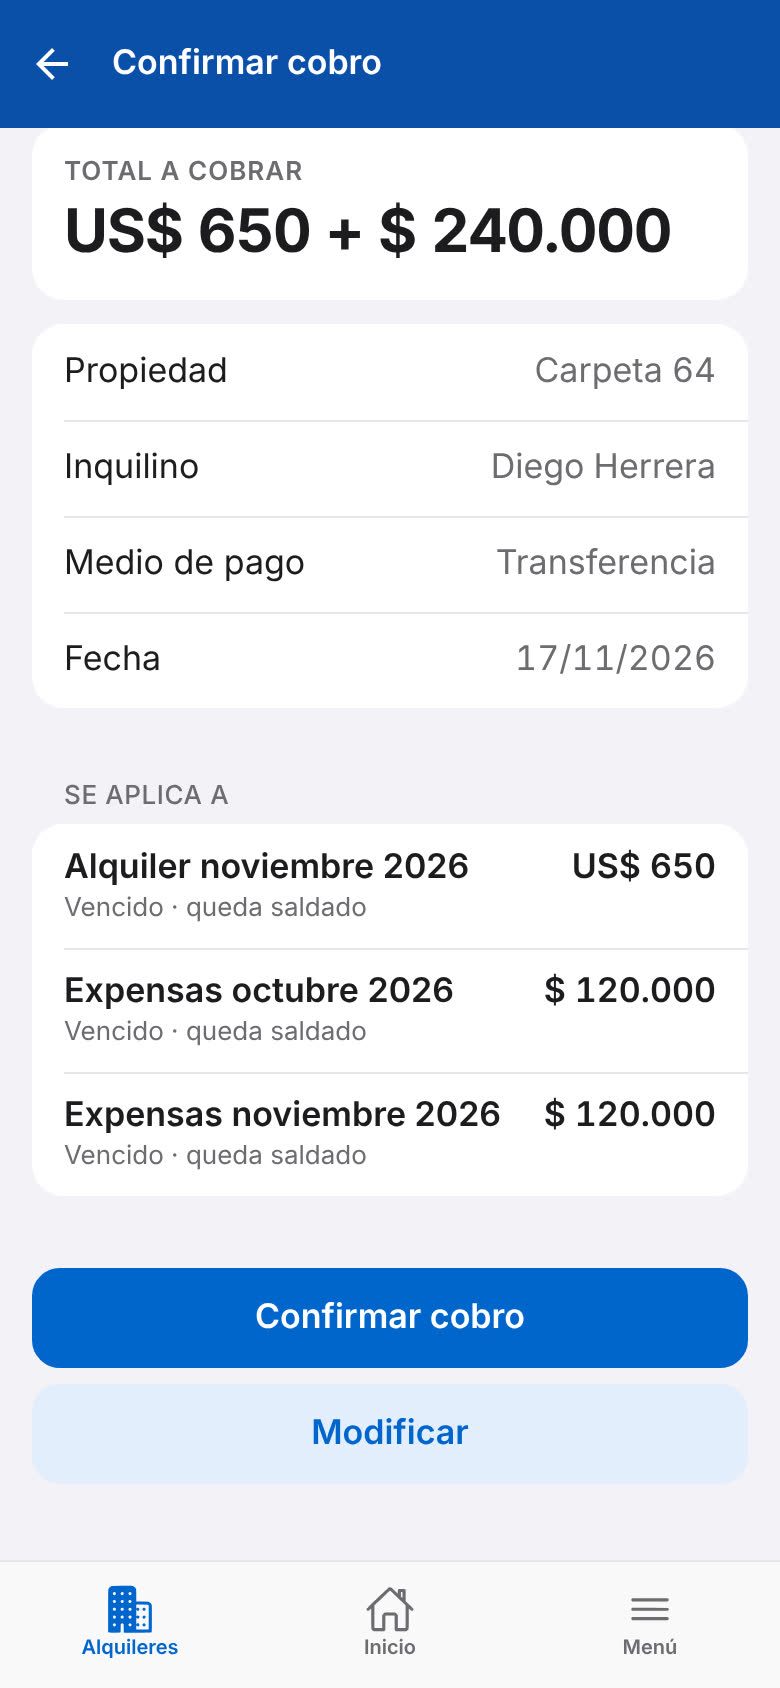 Confirmar cobro
TOTAL A COBRAR
US$ 650 + $ 240.000
Propiedad Carpeta 64
Inquilino Diego Herrera
Medio de pago Transferencia
Fecha 17/11/2026
SE APLICA A
Alquiler noviembre 2026 US$ 650
Vencido · queda saldado
Expensas octubre 2026 $ 120.000
Vencido · queda saldado
Expensas noviembre 2026 $ 120.000
Vencido · queda saldado
Confirmar cobro
Modificar
Alquileres Inicio Menú